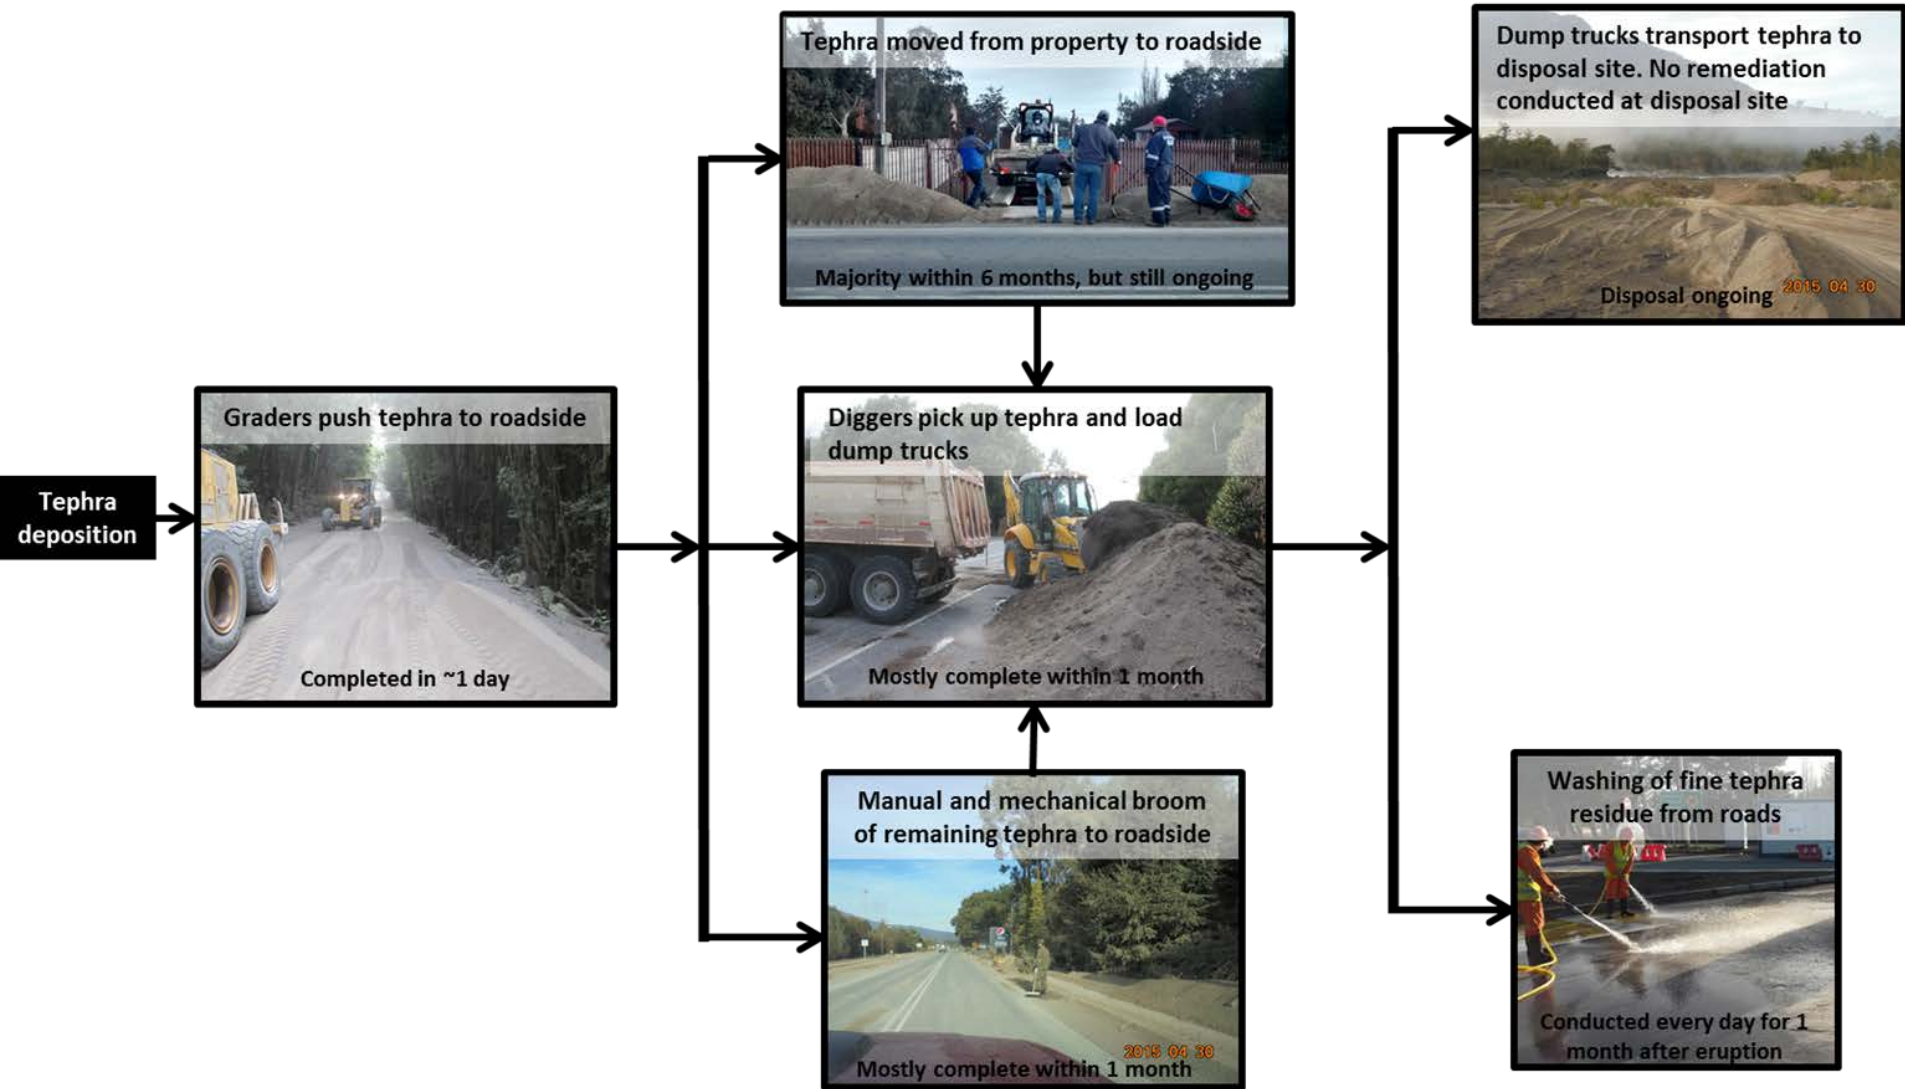 Tephra
deposition
Graders push tephra to roadside
Completed in ~1 day
Tephra moved from property to roadside
Majority within 6 months, but still ongoing
Diggers pick up tephra and load
dump trucks
Mostly complete within 1 month
Manual and mechanical broom
of remaining tephra to roadside
2015 04 30
Mostly complete within 1 month
Dump trucks transport tephra to
disposal site. No remediation
conducted at disposal site
2015 04 30
Disposal ongoing
Washing of fine tephra
residue from roads
Conducted every day for 1
month after eruption